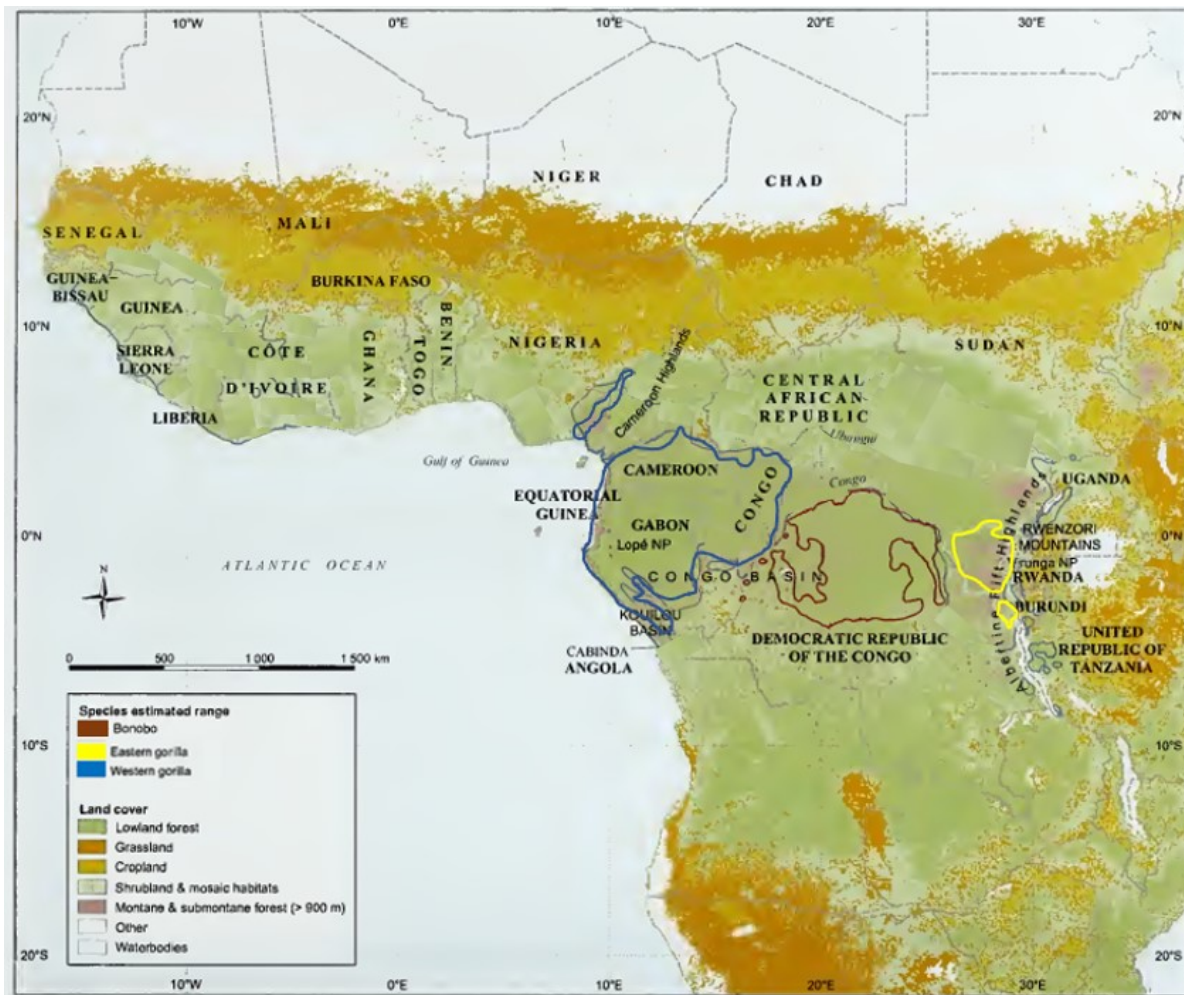 10°W
0°E
10°E
20°E
30°E
20°N
20°N
NIGER
CHAD
MALI
SENEGAL
BURKINA FASO
GUINEA-
BISSAU
GUINEA
10°N
10°N
SIERRA
LEONE
CÔTE
D'IVOIRE
GHANA
TOGO
BENIN
NIGERIA
SUDAN
LIBERIA
Cameroon Highlands
CENTRAL
AFRICAN
REPUBLIC
Ubangui
Gulf of Guinea
CAMEROON
Congo
UGANDA
EQUATORIAL
GUINEA
CONGO
GABON
Lopé NP
0°N
0°N
RWENZORI
MOUNTAINS
runga NP
RWANDA
ATLANTIC OCEAN
CONGO BASIN
Albertine Rift Highlands
BURUNDI
N
KOUILOU
BASIN
DEMOCRATIC REPUBLIC
OF THE CONGO
UNITED
REPUBLIC OF
TANZANIA
CABINDA
ANGOLA
0 500 1 000 1 500 km
Species estimated range
Bonobo
Eastern gorilla
Western gorilla
Land cover
Lowland forest
Grassland
Cropland
Shrubland & mosaic habitats
Montane & submontane forest (> 900 m)
Other
Waterbodies
10°S
10°S
20°S
20°S
10°W
0°E
10°E
20°E
30°E